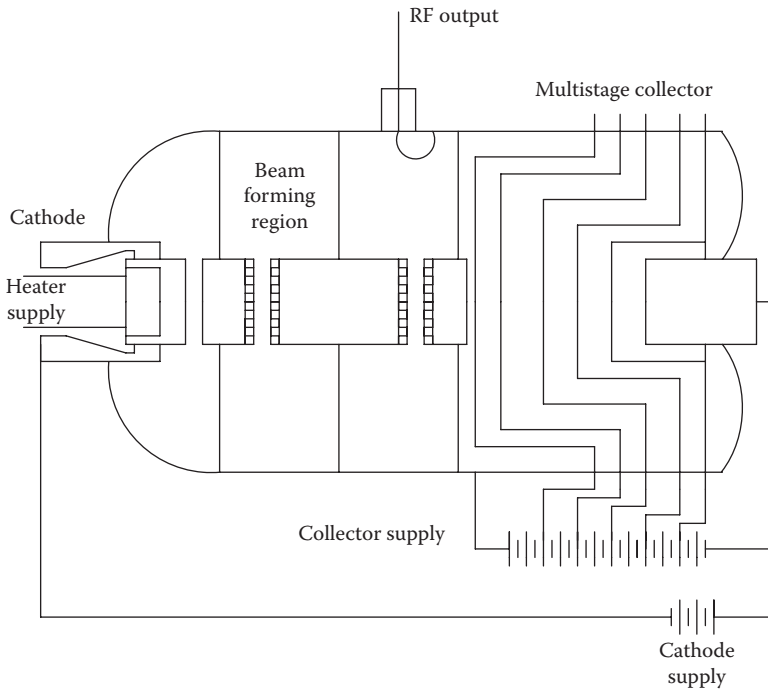 RF output
Multistage collector
Beam
forming
region
Cathode
Heater
supply
Collector supply
Cathode
supply